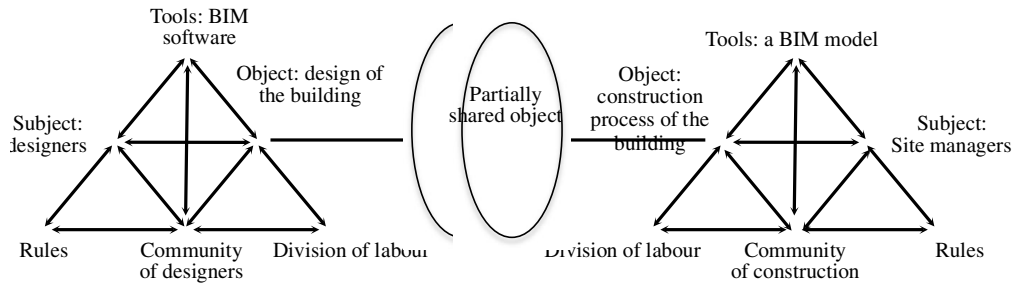 Tools: BIM
software
Object: design of
the building
Subject:
designers
Rules
Community
of designers
Division of labour
Partially
shared object
Tools: a BIM model
Object:
construction
process of the
building
Subject:
Site managers
Division of labour
Community
of construction
Rules